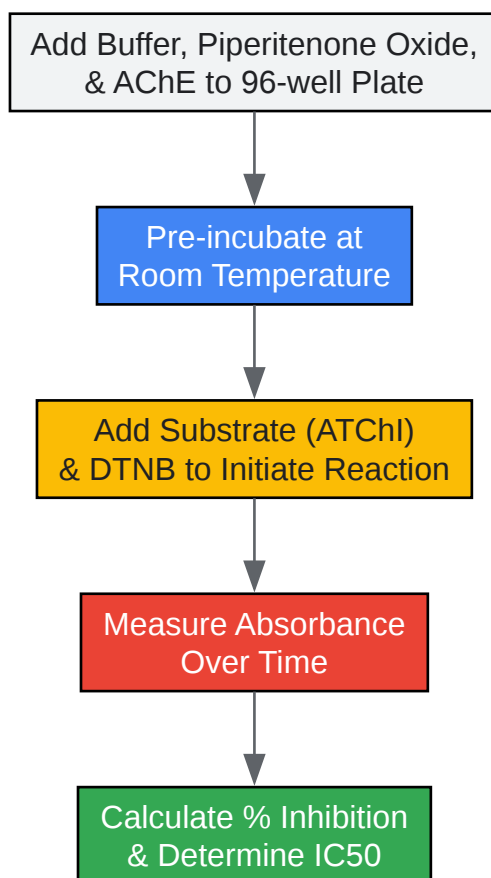 Add Buffer, Piperitenone Oxide,
& AChE to 96-well Plate
Pre-incubate at
Room Temperature
Add Substrate (ATChI)
& DTNB to Initiate Reaction
Measure Absorbance
Over Time
Calculate % Inhibition
& Determine IC50